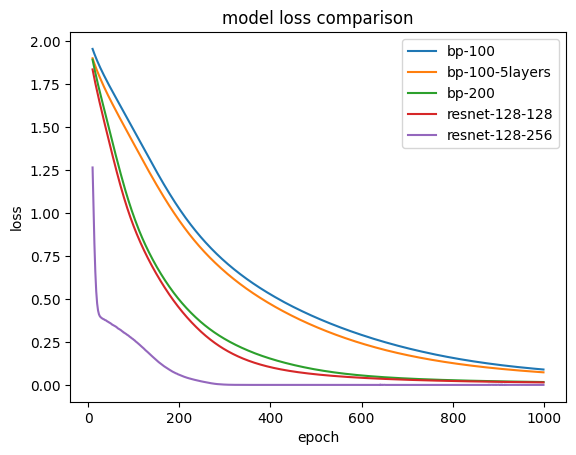 model loss comparison
2.00
1.75
1.50
1.25
1.00
0.75
0.50
0.25
0.00
loss
bp-100
bp-100-5layers
bp-200
resnet-128-128
resnet-128-256
0
200
400
600
800
1000
epoch